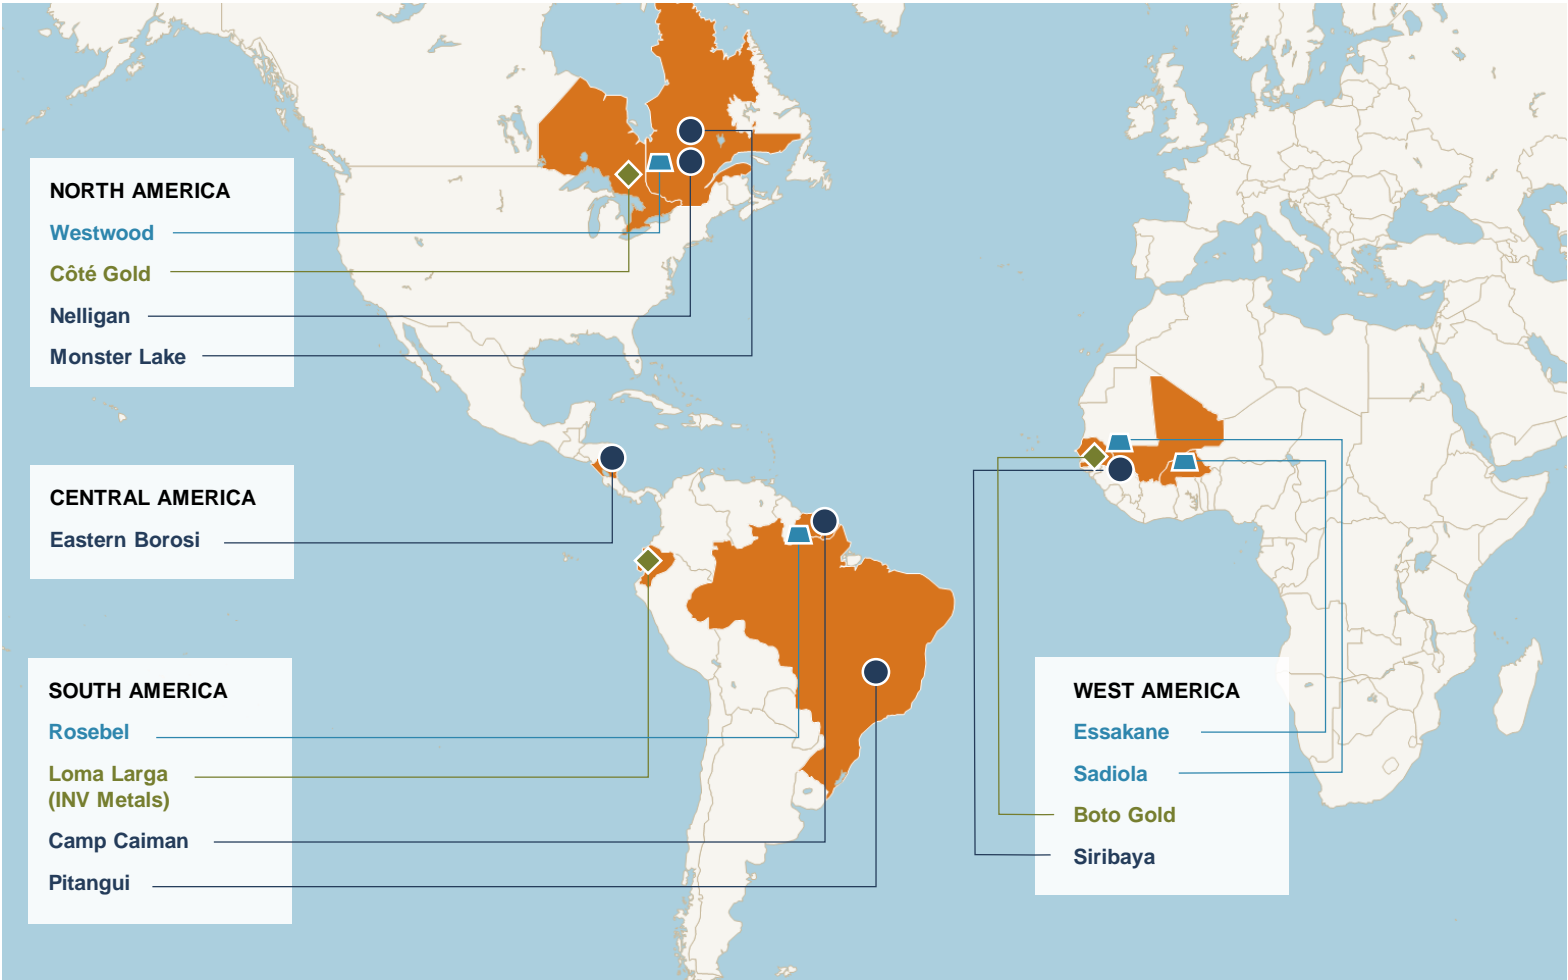 NORTH AMERICA
Westwood
Côté Gold
Nelligan
Monster Lake
CENTRAL AMERICA
Eastern Borosi
SOUTH AMERICA
Rosebel
Loma Larga
(INV Metals)
Camp Caiman
Pitangui
WEST AMERICA
Essakane
Sadiola
Boto Gold
Siribaya